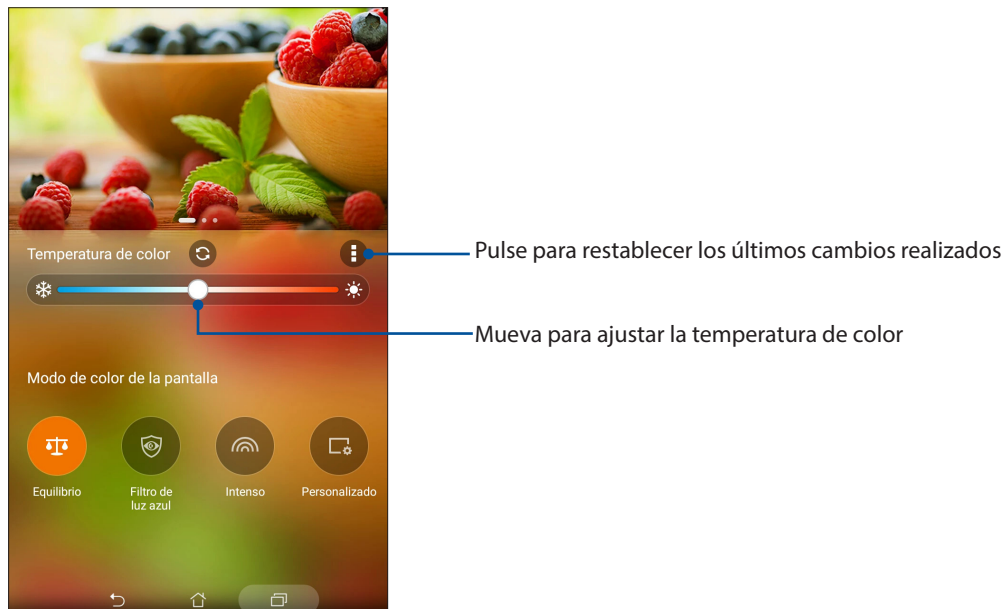 Temperatura de color
Pulse para restablecer los últimos cambios realizados
Mueva para ajustar la temperatura de color
Modo de color de la pantalla
Equilibrio
Filtro de
luz azul
Intenso
Personalizado